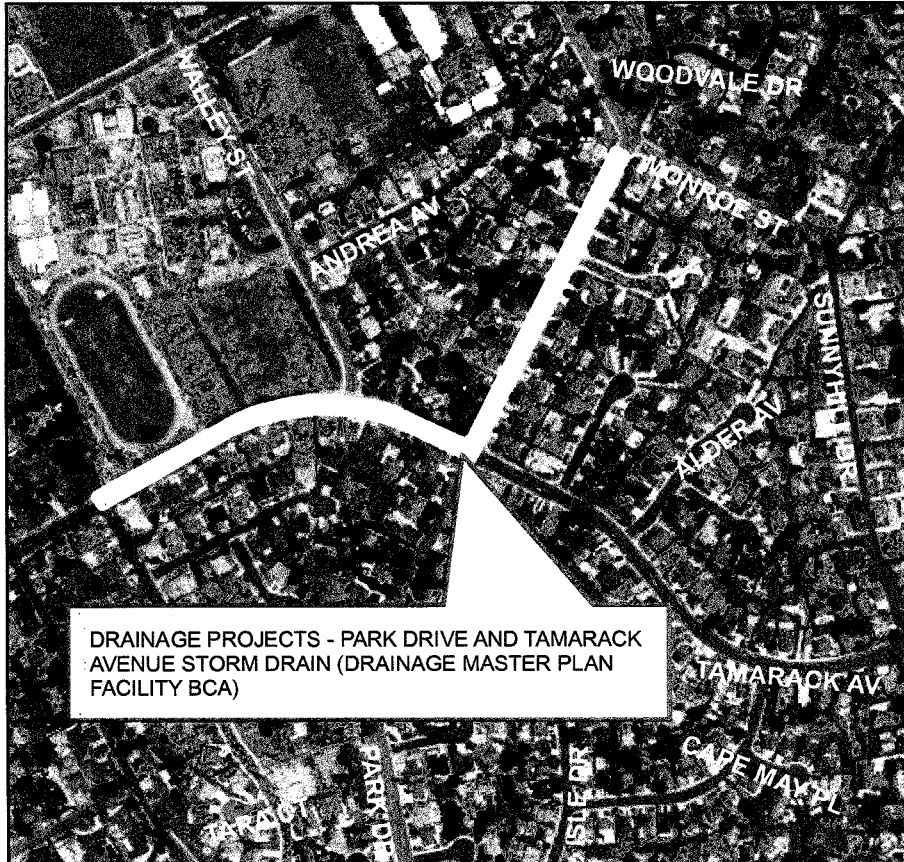 WOODVALE DR
VALLEY ST
MONROE ST
ANDREA AV
SUNNYHILL DR
ALDER AV
DRAINAGE PROJECTS - PARK DRIVE AND TAMARACK
AVENUE STORM DRAIN (DRAINAGE MASTER PLAN
FACILITY BCA)
TAMARACK AV
CAPE MAY PL
PARK DR
ISLE DR
TARA CT